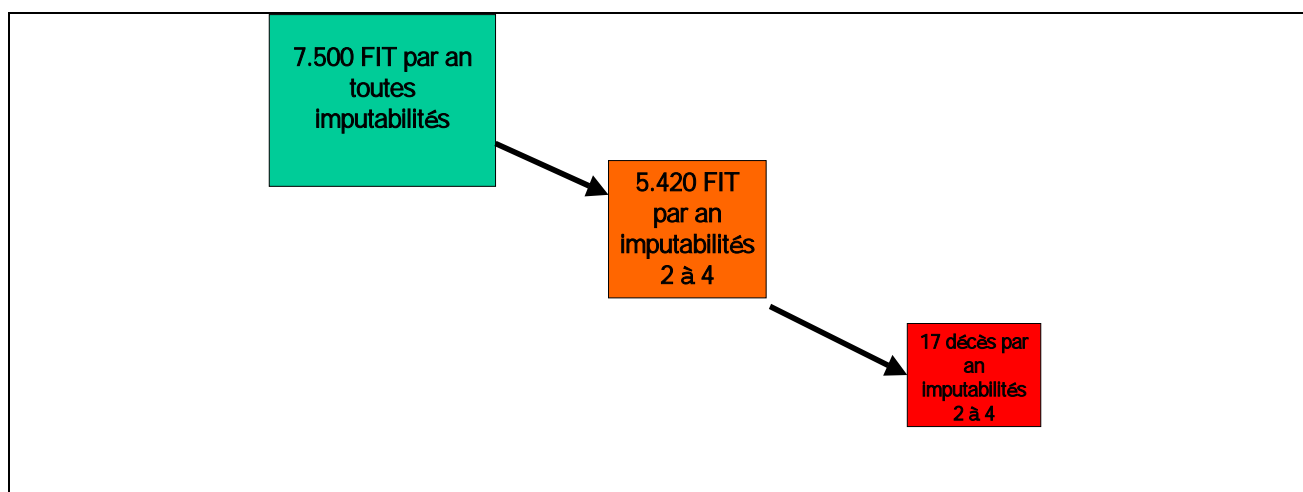 7.500 FIT par an
toutes
imputabilités
5.420 FIT
par an
imputabilités
2 à 4
17 décès par
an
imputabilités
2 à 4